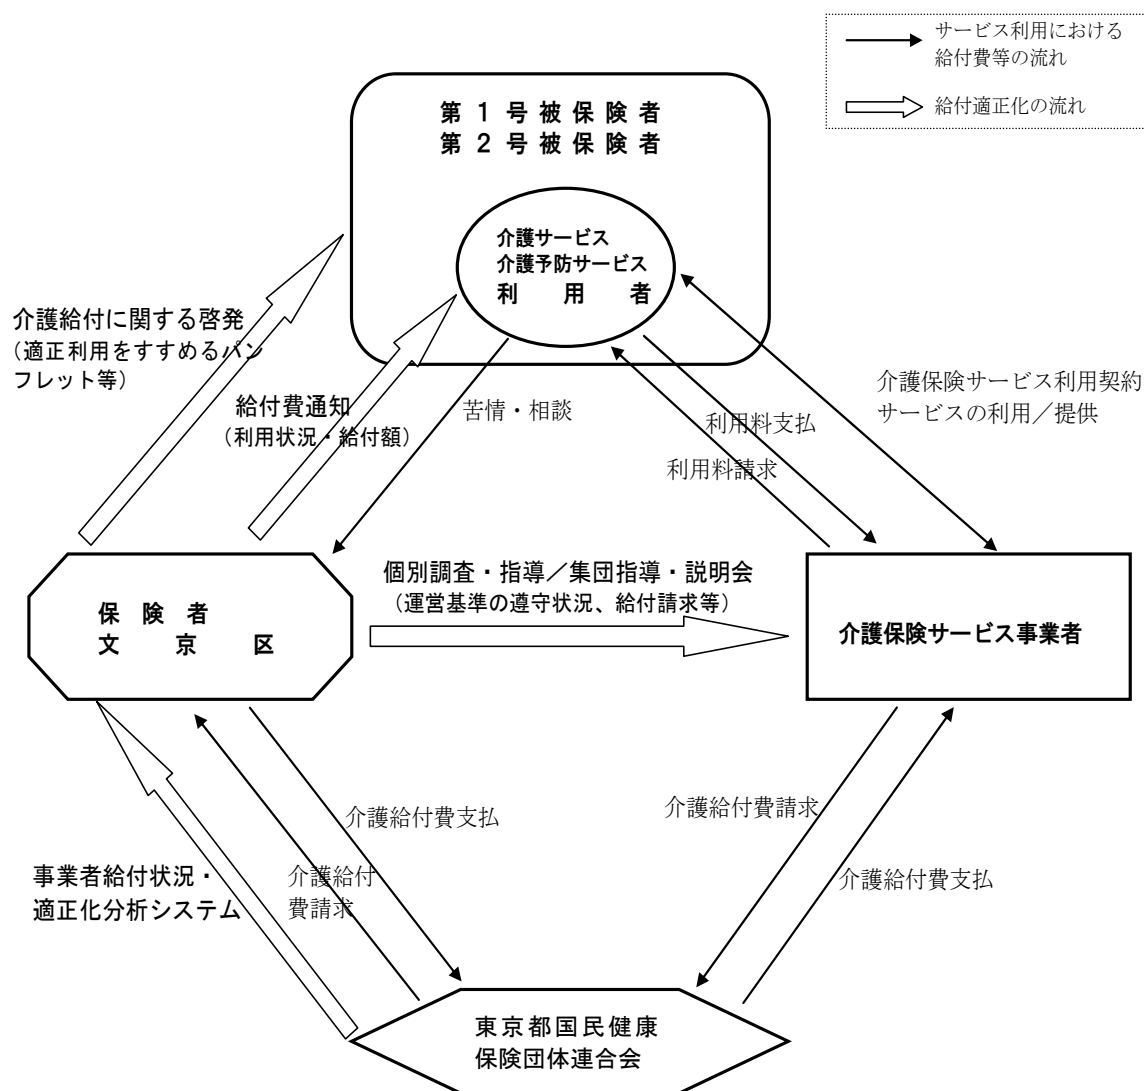 サービス利用における
給付費等の流れ
給付適正化の流れ
第１号被保険者
第２号被保険者
介護サービス
介護予防サービス
利用者
介護給付に関する啓発
（適正利用をすすめるパン
フレット等）
給付費通知
（利用状況・給付額）
苦情・相談
利用料支払
利用料請求
介護保険サービス利用契約
サービスの利用／提供
保険者
文京区
個別調査・指導／集団指導・説明会
（運営基準の遵守状況、給付請求等）
介護保険サービス事業者
介護給付費支払
介護給付費請求
事業者給付状況・
適正化分析システム
介護給付
費請求
介護給付費支払
東京都国民健康
保険団体連合会